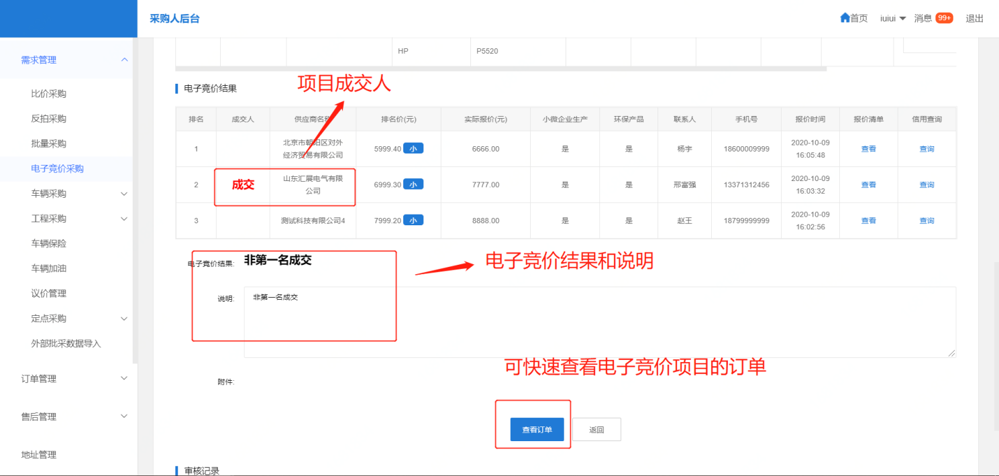 采购人后台
首页 iuiui 消息 99+ 退出
需求管理
比价采购
反拍采购
批量采购
电子竞价采购
车辆采购
工程采购
车辆保险
车辆加油
议价管理
定点采购
外部批采数据导入
订单管理
售后管理
地址管理
HP P5520
电子竞价结果
项目成交人
排名 成交人 供应商名称 排名价(元) 实际报价(元) 小微企业生产 环保产品 联系人 手机号 报价时间 报价清单 信用查询
1 北京市朝阳区对外经济贸易有限公司 5999.40 小 6666.00 是 是 杨宇 18600009999 2020-10-09 16:05:48 查看 查询
2 成交 山东汇展电气有限公司 6999.30 小 7777.00 是 是 邢富强 13371312456 2020-10-09 16:03:32 查看 查询
3 测试科技有限公司4 7999.20 小 8888.00 是 是 赵王 18799999999 2020-10-09 16:02:56 查看 查询
电子竞价结果: 非第一名成交
电子竞价结果和说明
说明: 非第一名成交
可快速查看电子竞价项目的订单
附件:
查看订单 返回
审核记录